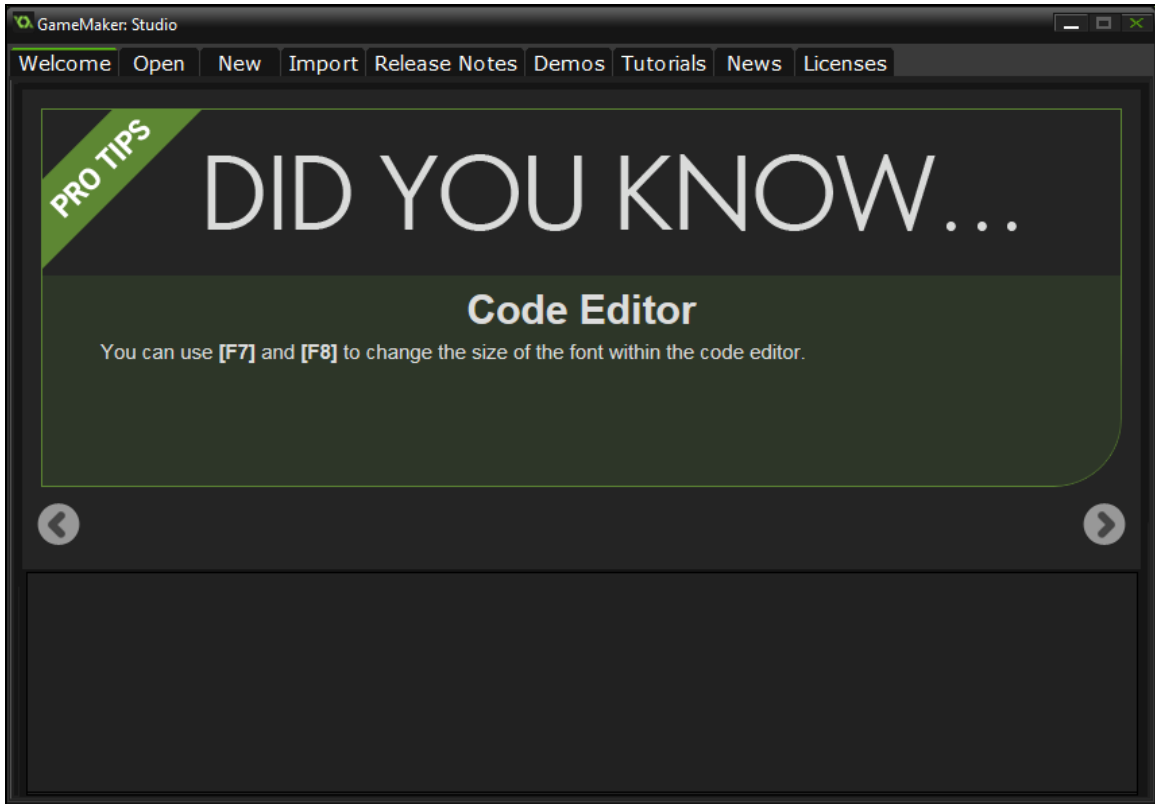 GameMaker: Studio
Welcome Open New Import Release Notes Demos Tutorials News Licenses
PRO TIPS
DID YOU KNOW...
Code Editor
You can use [F7] and [F8] to change the size of the font within the code editor.